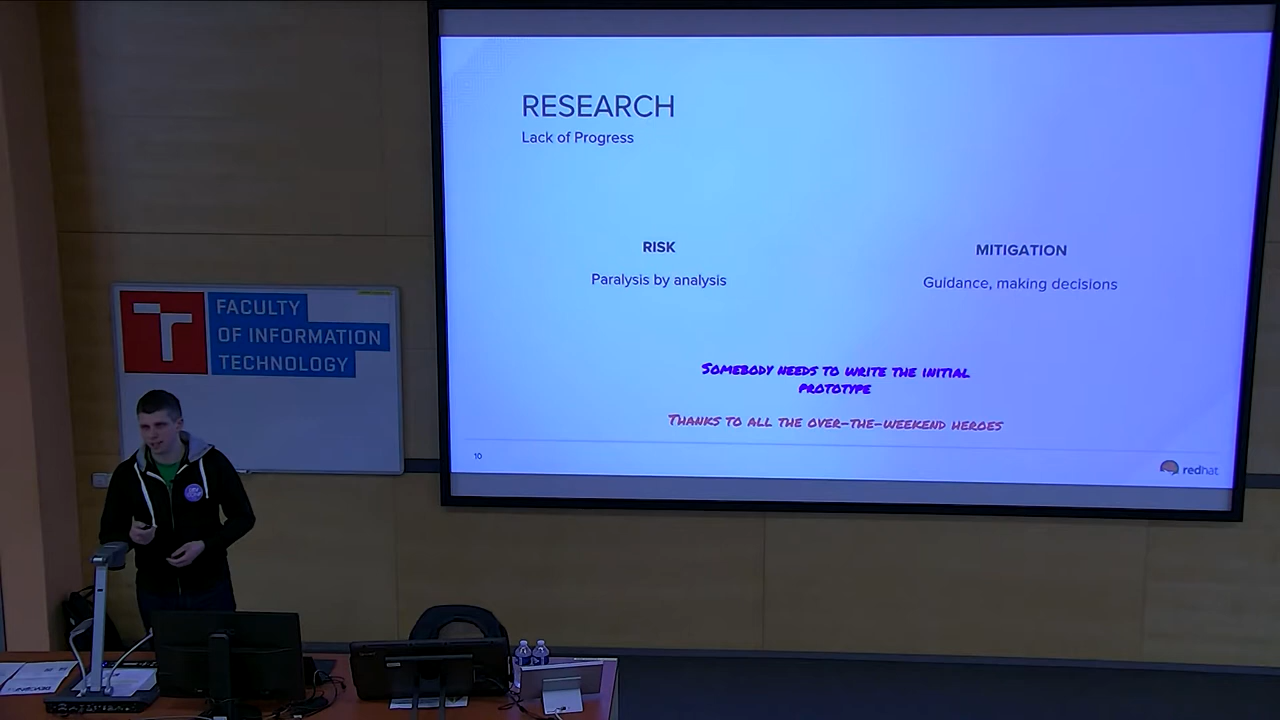 RESEARCH
Lack of Progress
RISK
MITIGATION
Paralysis by analysis
Guidance, making decisions
SOMEBODY NEEDS TO WRITE THE INITIAL
PROTOTYPE
THANKS TO ALL THE OVER-THE-WEEKEND HEROES
10
redhat
FACULTY
OF INFORMATION
TECHNOLOGY